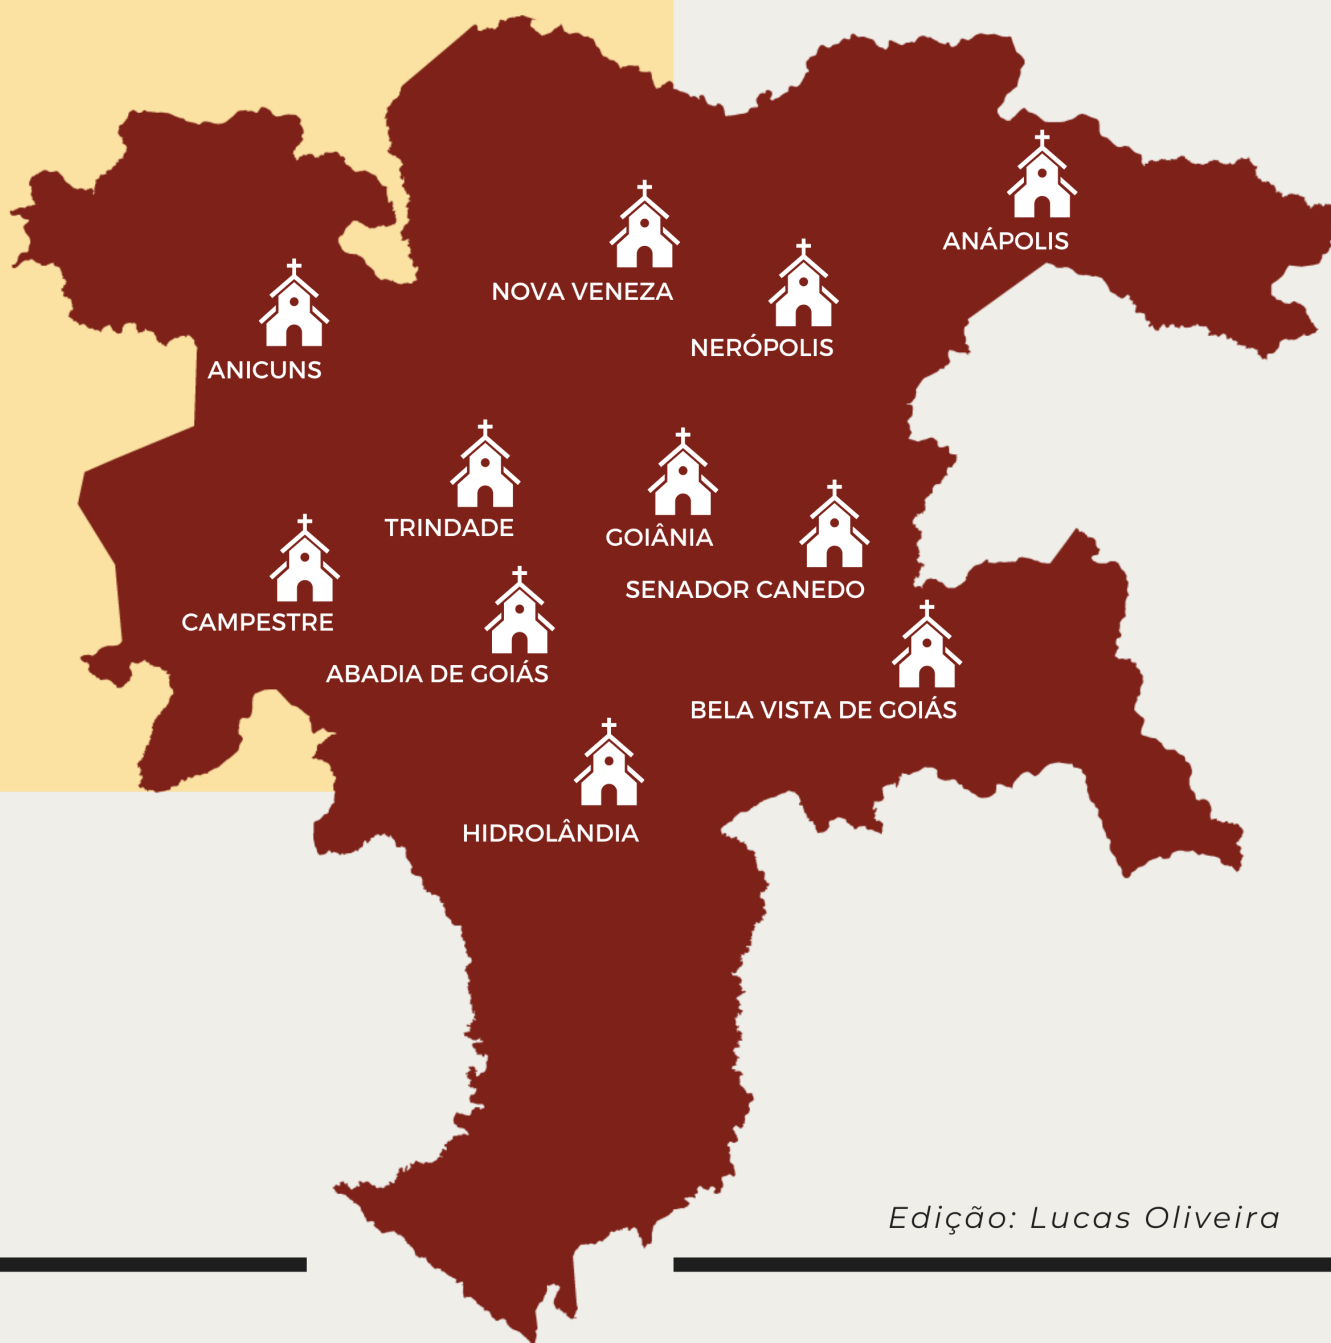 ANÁPOLIS
NOVA VENEZA
NERÓPOLIS
ANICUNS
TRINDADE
GOIÂNIA
SENADOR CANEDO
CAMPESTRE
ABADIA DE GOIÁS
BELA VISTA DE GOIÁS
HIDROLÂNDIA
Edição: Lucas Oliveira